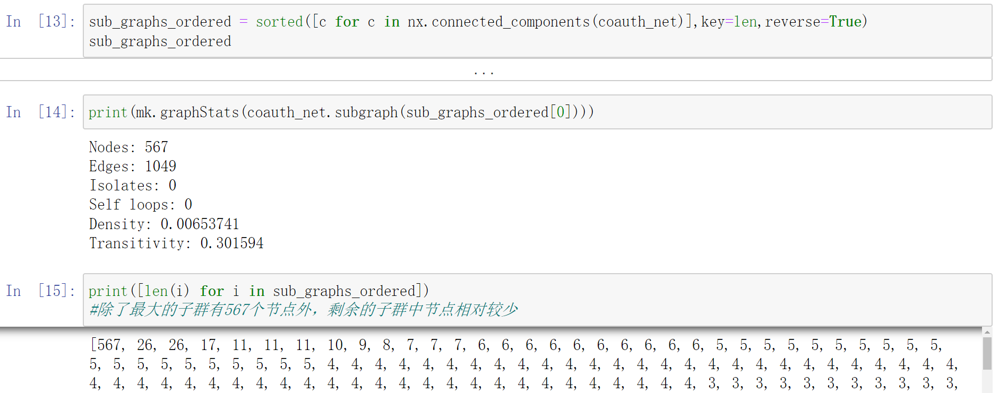 In [13]: sub_graphs_ordered = sorted([c for c in nx.connected_components(coauth_net)],key=len,reverse=True)
sub_graphs_ordered
...
In [14]: print(mk.graphStats(coauth_net.subgraph(sub_graphs_ordered[0])))
Nodes: 567
Edges: 1049
Isolates: 0
Self loops: 0
Density: 0.00653741
Transitivity: 0.301594
In [15]: print([len(i) for i in sub_graphs_ordered])
#除了最大的子群有567个节点外，剩余的子群中节点相对较少
[567, 26, 26, 17, 11, 11, 11, 10, 9, 8, 7, 7, 7, 6, 6, 6, 6, 6, 6, 6, 6, 6, 6, 5, 5, 5, 5, 5, 5, 5, 5, 5, 5,
5, 5, 5, 5, 5, 5, 5, 5, 5, 5, 4, 4, 4, 4, 4, 4, 4, 4, 4, 4, 4, 4, 4, 4, 4, 4, 4, 4, 4, 4, 4, 4, 4, 4, 4, 4,
4, 4, 4, 4, 4, 4, 4, 4, 4, 4, 4, 4, 4, 4, 4, 4, 4, 4, 4, 4, 4, 4, 4, 4, 4, 4, 3, 3, 3, 3, 3, 3, 3, 3, 3, 3, 3,